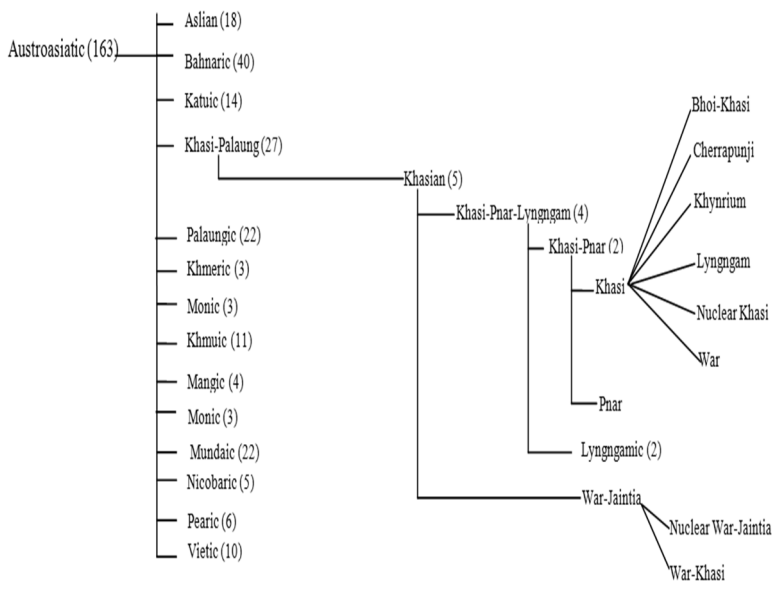 Austroasiatic (163)
Aslian (18)
Bahnaric (40)
Katuic (14)
Khasi-Palaung (27)
Palaungic (22)
Khmeric (3)
Monic (3)
Khmuic (11)
Mangic (4)
Monic (3)
Mundaic (22)
Nicobaric (5)
Pearic (6)
Vietic (10)
Khasian (5)
Khasi-Pnar-Lyngngam (4)
Khasi-Pnar (2)
Khasi
Bhoi-Khasi
Cherrapunji
Khynrium
Lyngngam
Nuclear Khasi
War
Pnar
Lyngngamic (2)
War-Jaintia
Nuclear War-Jaintia
War-Khasi